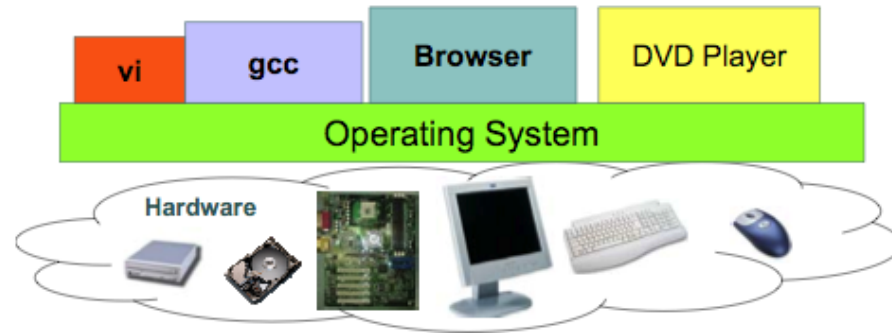 vi
gcc
Browser
DVD Player
Operating System
Hardware